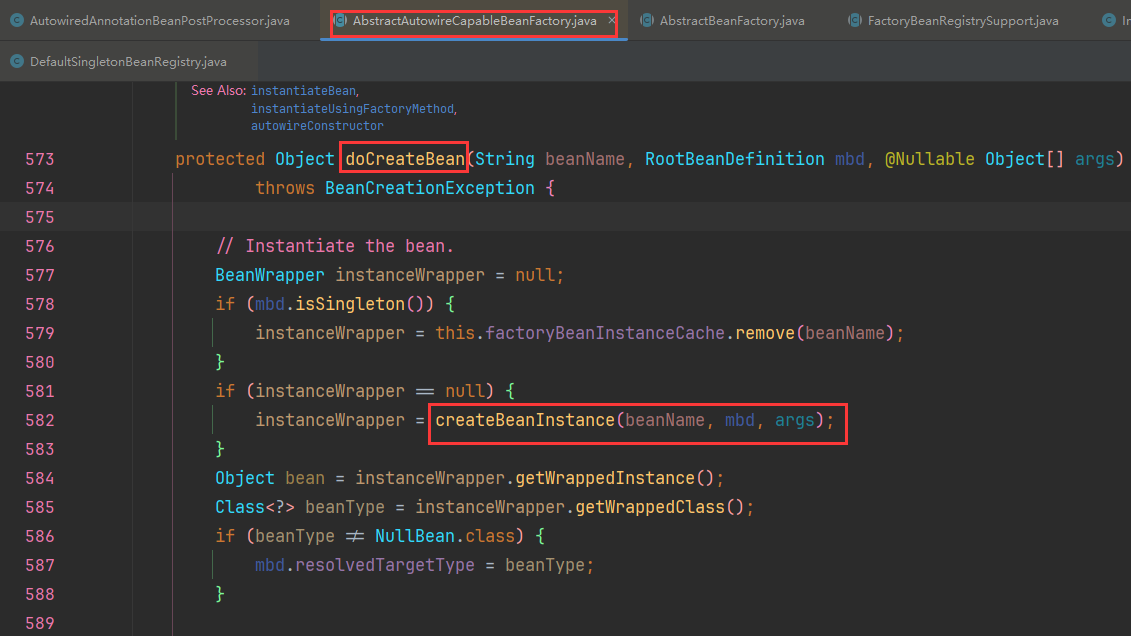 AutowiredAnnotationBeanPostProcessor.java AbstractAutowireCapableBeanFactory.java AbstractBeanFactory.java FactoryBeanRegistrySupport.java
DefaultSingletonBeanRegistry.java
See Also: instantiateBean,
instantiateUsingFactoryMethod,
autowireConstructor
573 protected Object doCreateBean(String beanName, RootBeanDefinition mbd, @Nullable Object[] args)
574 throws BeanCreationException {
575
576 // Instantiate the bean.
577 BeanWrapper instanceWrapper = null;
578 if (mbd.isSingleton()) {
579 instanceWrapper = this.factoryBeanInstanceCache.remove(beanName);
580 }
581 if (instanceWrapper == null) {
582 instanceWrapper = createBeanInstance(beanName, mbd, args);
583 }
584 Object bean = instanceWrapper.getWrappedInstance();
585 Class<?> beanType = instanceWrapper.getWrappedClass();
586 if (beanType != NullBean.class) {
587 mbd.resolvedTargetType = beanType;
588 }
589